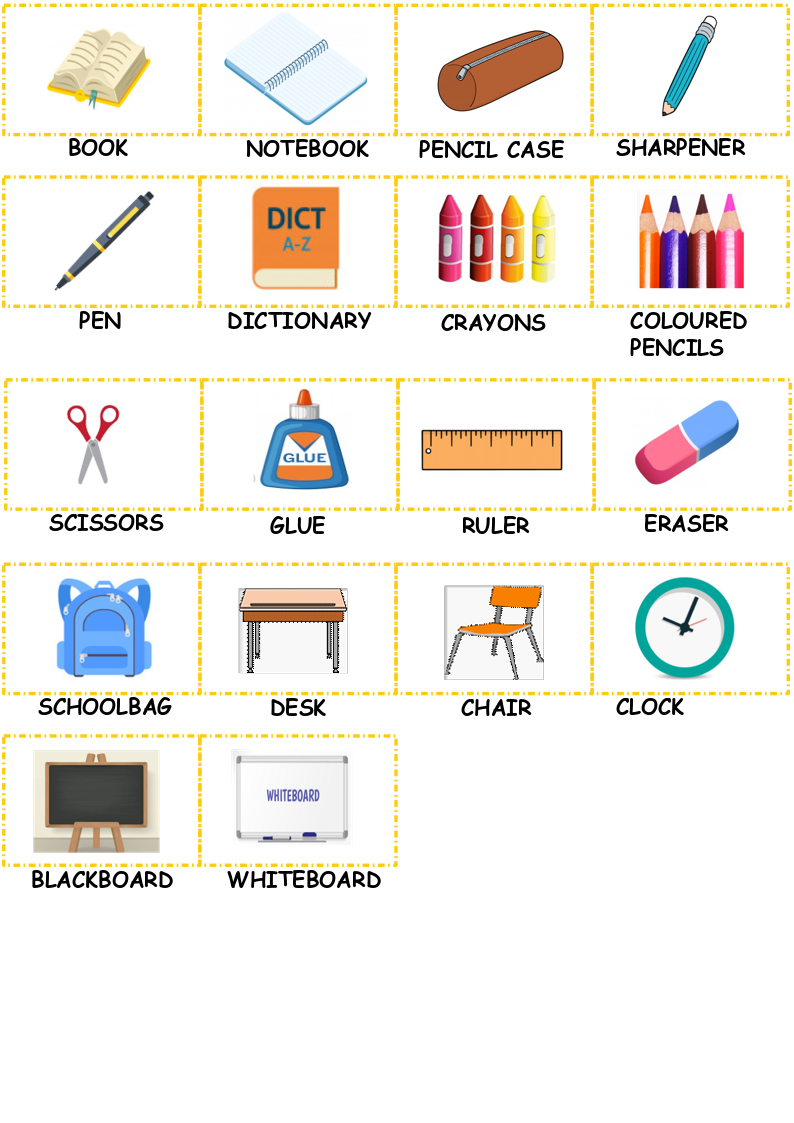 BOOK NOTEBOOK PENCIL CASE SHARPENER
DICT
A-Z
PEN DICTIONARY CRAYONS COLOURED
PENCILS
GLUE
SCISSORS GLUE RULER ERASER
SCHOOLBAG DESK CHAIR CLOCK
WHITEBOARD
BLACKBOARD WHITEBOARD